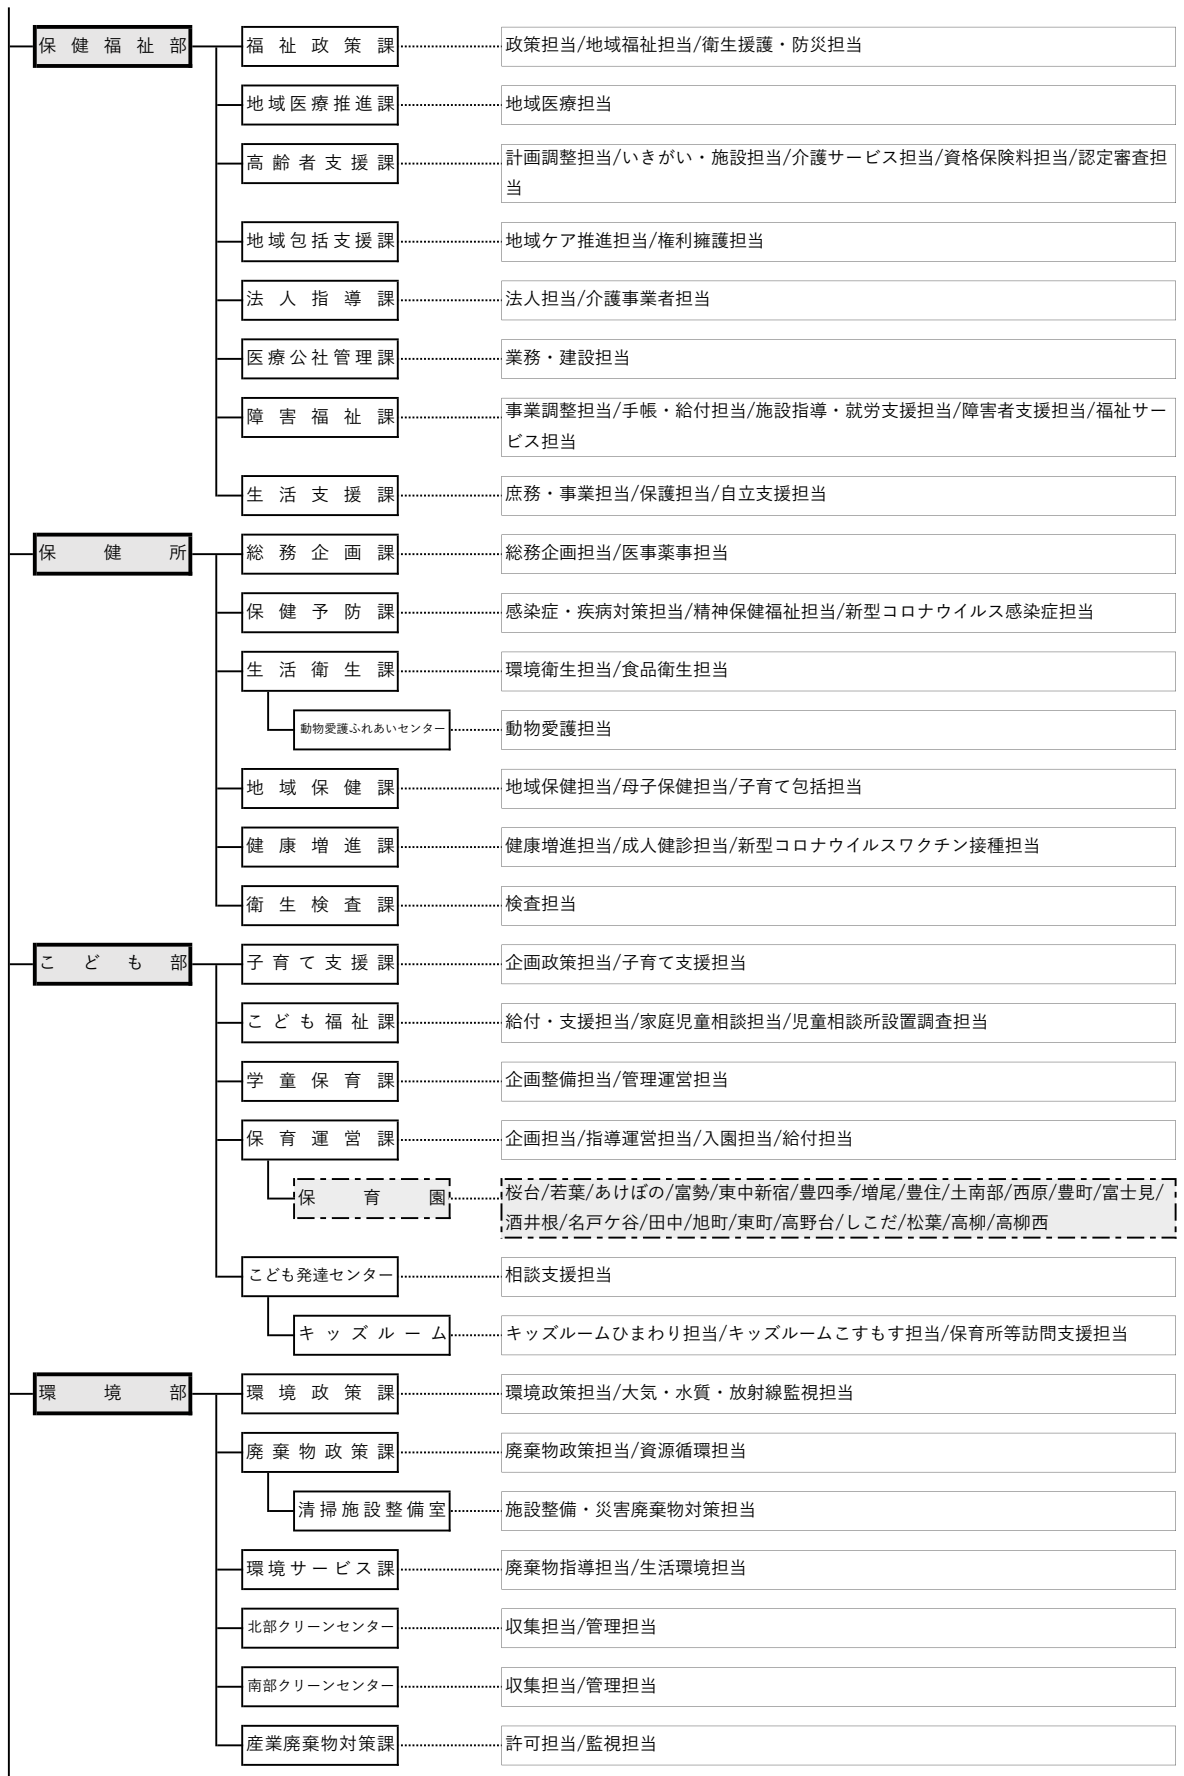 保健福祉部 福祉政策課 政策担当/地域福祉担当/衛生援護・防災担当
地域医療推進課 地域医療担当
高齢者支援課 計画調整担当/いきがい・施設担当/介護サービス担当/資格保険料担当/認定審査担
当
地域包括支援課 地域ケア推進担当/権利擁護担当
法人指導課 法人担当/介護事業者担当
医療公社管理課 業務・建設担当
障害福祉課 事業調整担当/手帳・給付担当/施設指導・就労支援担当/障害者支援担当/福祉サー
ビス担当
生活支援課 庶務・事業担当/保護担当/自立支援担当
保健所 総務企画課 総務企画担当/医事薬事担当
保健予防課 感染症・疾病対策担当/精神保健福祉担当/新型コロナウイルス感染症担当
生活衛生課 環境衛生担当/食品衛生担当
動物愛護ふれあいセンター 動物愛護担当
地域保健課 地域保健担当/母子保健担当/子育て包括担当
健康増進課 健康増進担当/成人健診担当/新型コロナウイルスワクチン接種担当
衛生検査課 検査担当
こども部 子育て支援課 企画政策担当/子育て支援担当
こども福祉課 給付・支援担当/家庭児童相談担当/児童相談所設置調査担当
学童保育課 企画整備担当/管理運営担当
保育運営課 企画担当/指導運営担当/入園担当/給付担当
保育園 桜台/若葉/あけぼの/富勢/東中新宿/豊四季/増尾/豊住/土南部/西原/豊町/富士見/
酒井根/名戸ケ谷/田中/旭町/東町/高野台/しこだ/松葉/高柳/高柳西
こども発達センター 相談支援担当
キッズルーム キッズルームひまわり担当/キッズルームこすもす担当/保育所等訪問支援担当
環境部 環境政策課 環境政策担当/大気・水質・放射線監視担当
廃棄物政策課 廃棄物政策担当/資源循環担当
清掃施設整備室 施設整備・災害廃棄物対策担当
環境サービス課 廃棄物指導担当/生活環境担当
北部クリーンセンター 収集担当/管理担当
南部クリーンセンター 収集担当/管理担当
産業廃棄物対策課 許可担当/監視担当